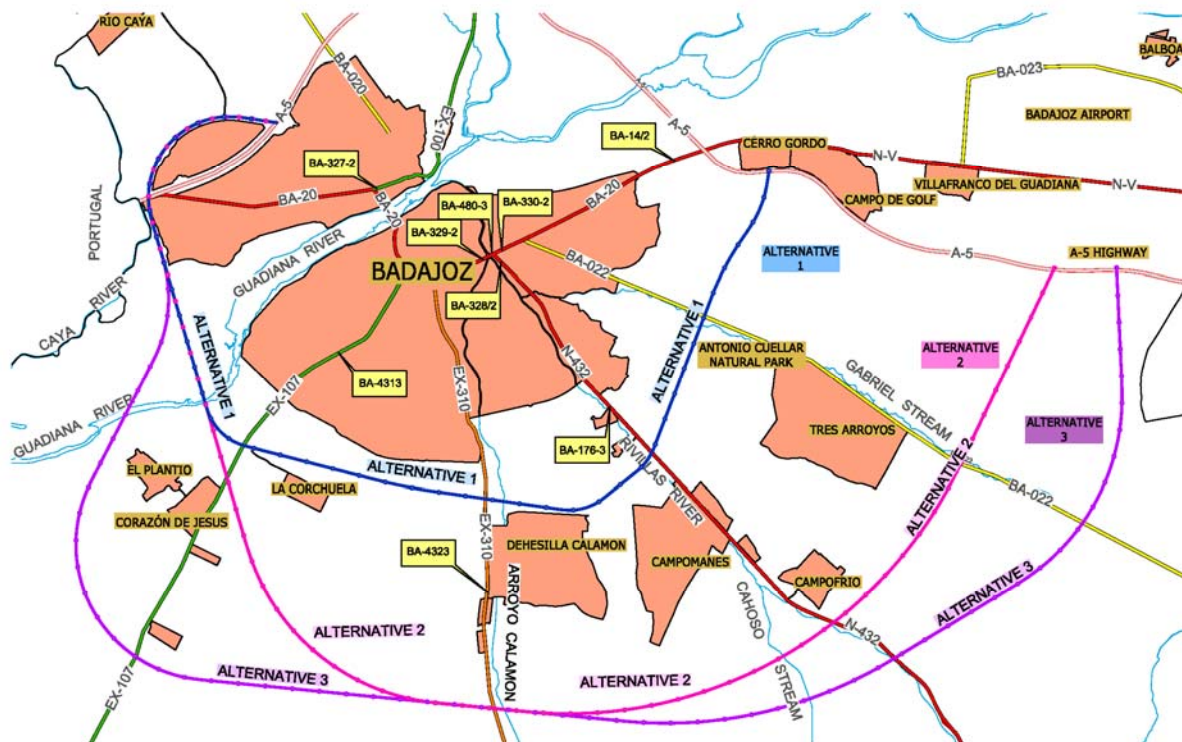 RIO CAYA
BA-020
A-5
EX-100
BALBOA
BA-023
BADAJOZ AIRPORT
A-5
BA-14/2
CERRO GORDO
N-V
VILLAFRANCO DEL GUADIANA
N-V
CAMPO DE GOLF
BA-327-2
BA-20
BA-20
BA-480-3
BA-330-2
BA-20
BA-329-2
PORTUGAL
GUADIANA RIVER
BADAJOZ
BA-022
ALTERNATIVE
1
A-5
A-5 HIGHWAY
BA-328/2
CAYA RIVER
ALTERNATIVE 1
ALTERNATIVE 1
N-432
ANTONIO CUELLAR
NATURAL PARK
ALTERNATIVE
2
BA-4313
EX-107
EX-310
GABRIEL STREAM
GUADIANA RIVER
TRES ARROYOS
ALTERNATIVE
3
BA-176-3
RIVILLAS RIVER
EL PLANTIO
ALTERNATIVE 1
LA CORCHUELA
ALTERNATIVE 2
BA-022
CORAZÓN DE JESUS
EX-310
DEHESILLA CALAMON
CAMPOMANES
BA-4323
CAMPOFRIO
ARROYO CALAMON
CAHOSO STREAM
ALTERNATIVE 3
ALTERNATIVE 2
N-432
ALTERNATIVE 3
ALTERNATIVE 2
EX-107